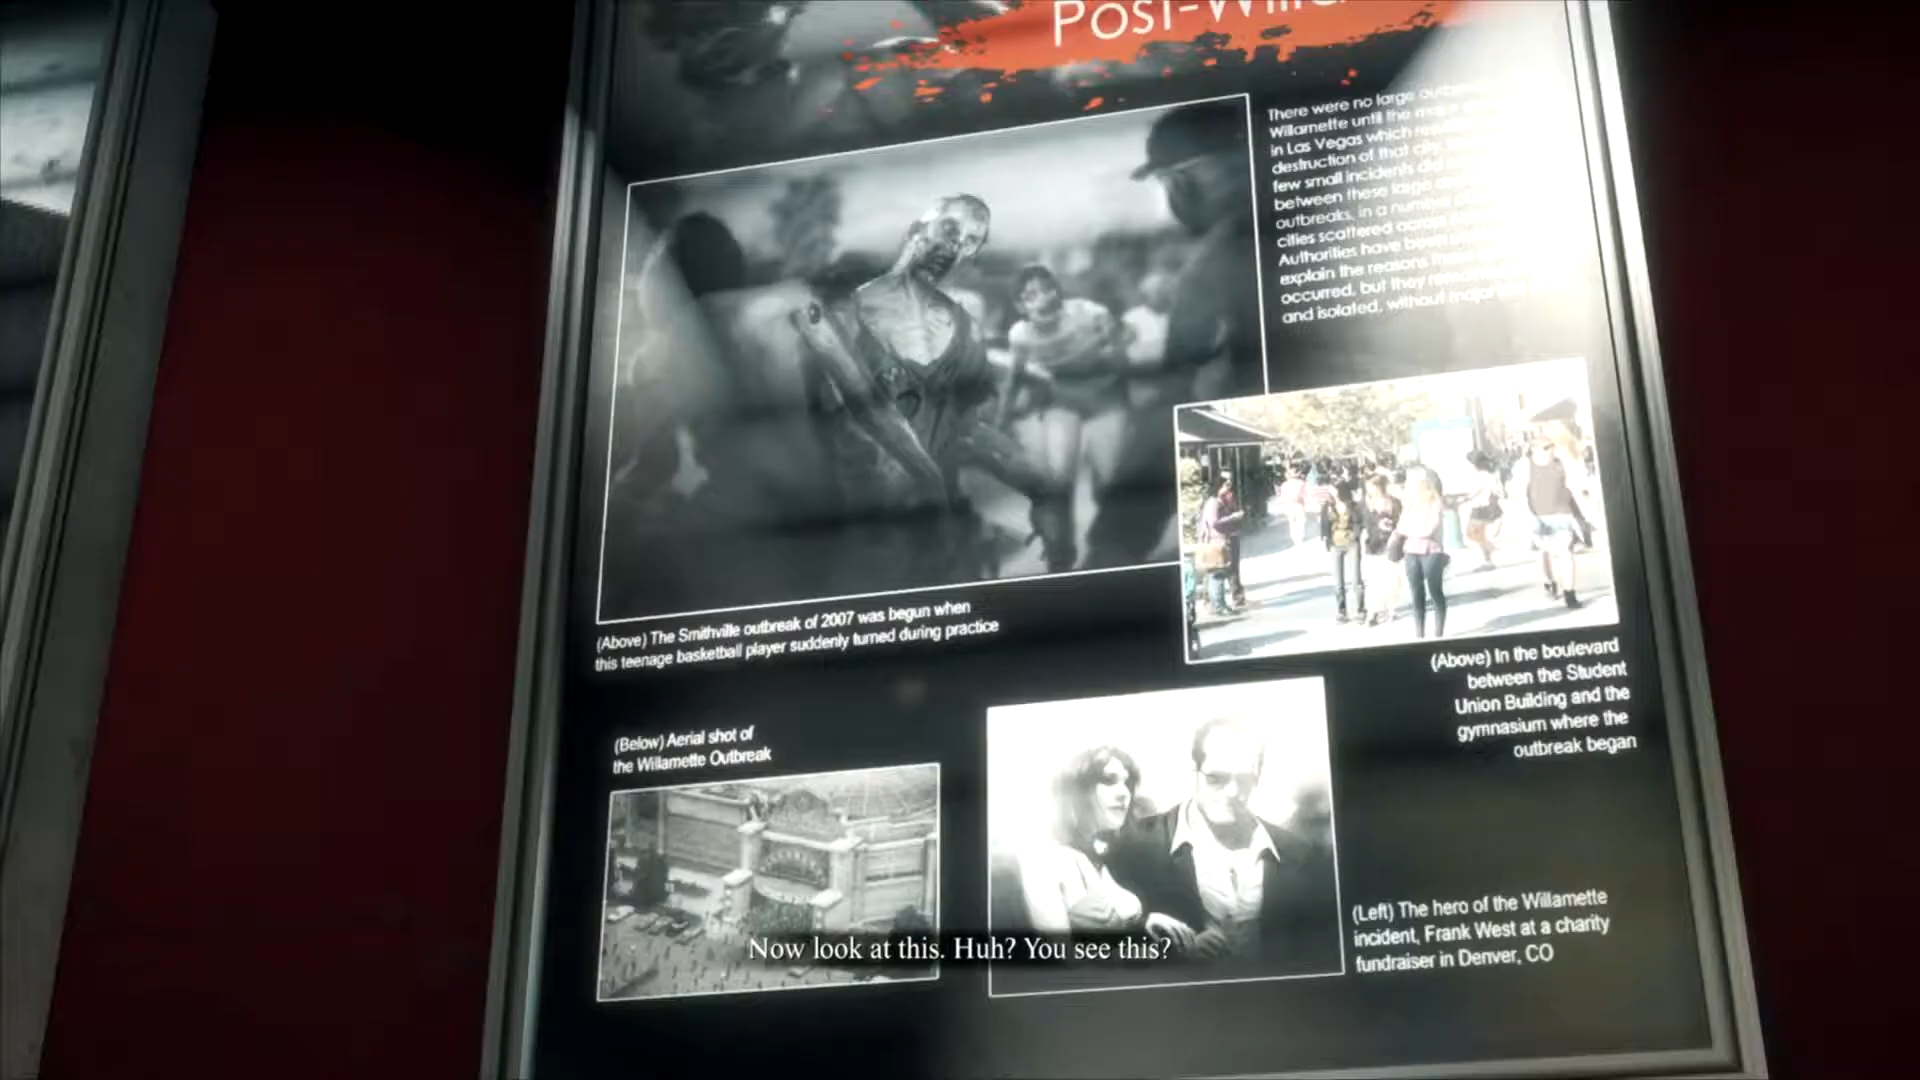 Post-
There were no large
Willamette until the
in Las Vegas which
destruction of that city.
few small incidents did
between these large
outbreaks, in a number
cities scattered across
Authorities have been
explain the reasons
occurred, but they
and isolated, without major
(Above) The Smithville outbreak of 2007 was begun when
this teenage basketball player suddenly turned during practice
(Above) In the boulevard
between the Student
Union Building and the
gymnasium where the
outbreak began
(Below) Aerial shot of
the Willamette Outbreak
(Left) The hero of the Willamette
incident, Frank West at a charity
fundraiser in Denver, CO
Now look at this. Huh? You see this?